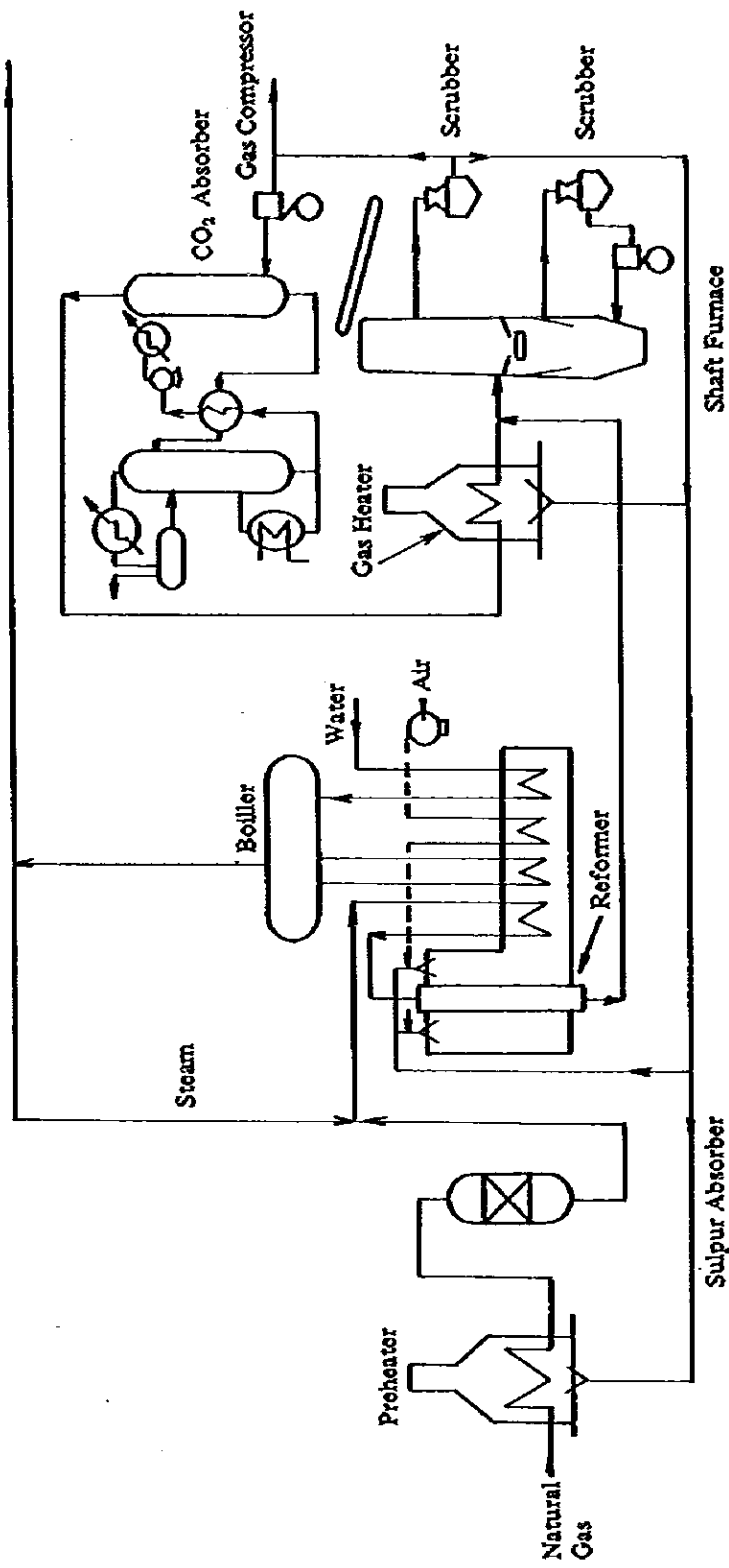 Natural
Gas
Preheater
Sulpur Absorber
Steam
Boiller
Water
Air
Reformer
Gas Heater
CO₂ Absorber
Gas Compressor
Scrubber
Scrubber
Shaft Furnace